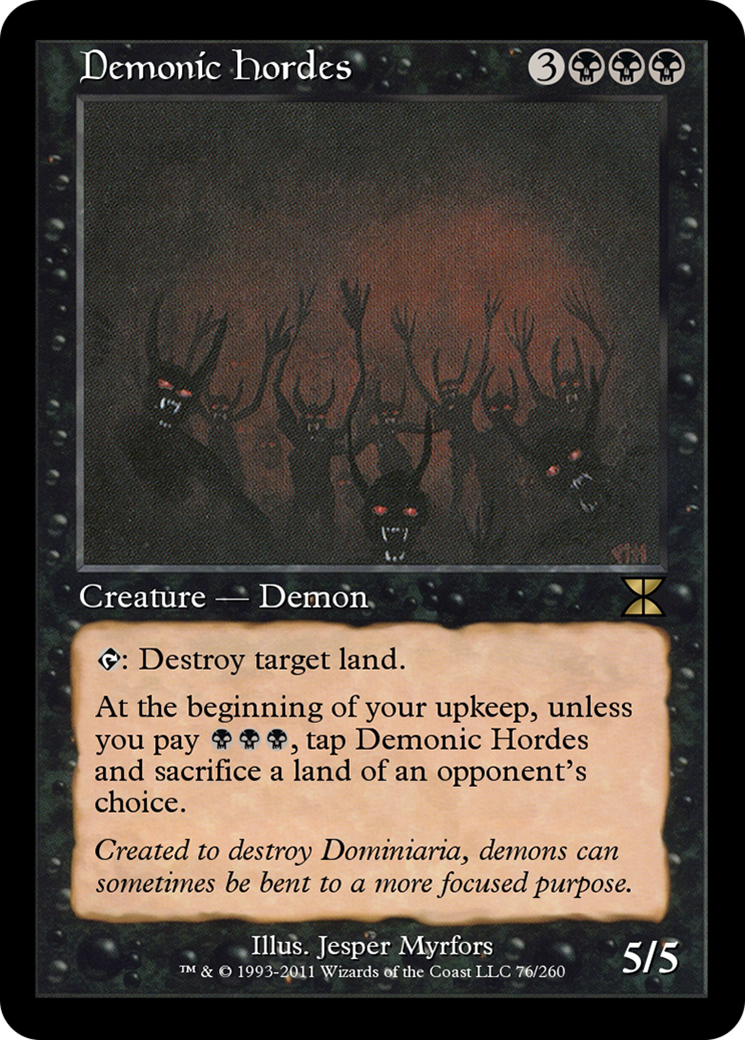 Demonic Hordes 3
Creature — Demon
: Destroy target land.
At the beginning of your upkeep, unless
you pay , tap Demonic Hordes
and sacrifice a land of an opponent's
choice.
Created to destroy Dominiaria, demons can
sometimes be bent to a more focused purpose.
Illus. Jesper Myrfors
™ & © 1993-2011 Wizards of the Coast LLC 76/260
5/5